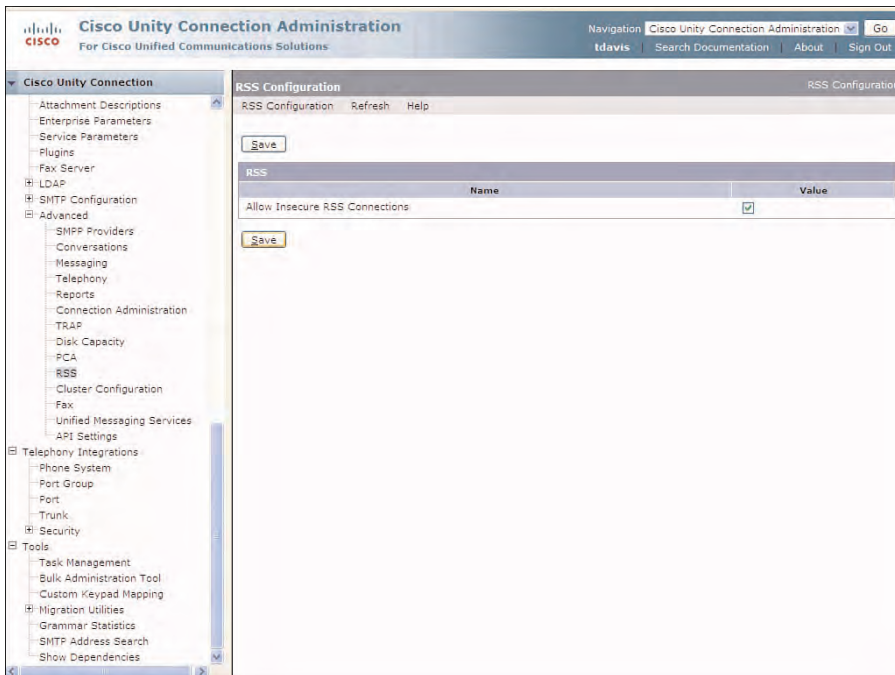 cisco
Cisco Unity Connection Administration
For Cisco Unified Communications Solutions
Navigation Cisco Unity Connection Administration Go
tdavis | Search Documentation | About | Sign Out
Cisco Unity Connection
Attachment Descriptions
Enterprise Parameters
Service Parameters
Plugins
Fax Server
LDAP
SMTP Configuration
Advanced
SMPP Providers
Conversations
Messaging
Telephony
Reports
Connection Administration
TRAP
Disk Capacity
PCA
RSS
Cluster Configuration
Fax
Unified Messaging Services
API Settings
Telephony Integrations
Phone System
Port Group
Port
Trunk
Security
Tools
Task Management
Bulk Administration Tool
Custom Keypad Mapping
Migration Utilities
Grammar Statistics
SMTP Address Search
Show Dependencies
RSS Configuration
RSS Configuration
RSS Configuration Refresh Help
Save
RSS
Name Value
Allow Insecure RSS Connections
Save